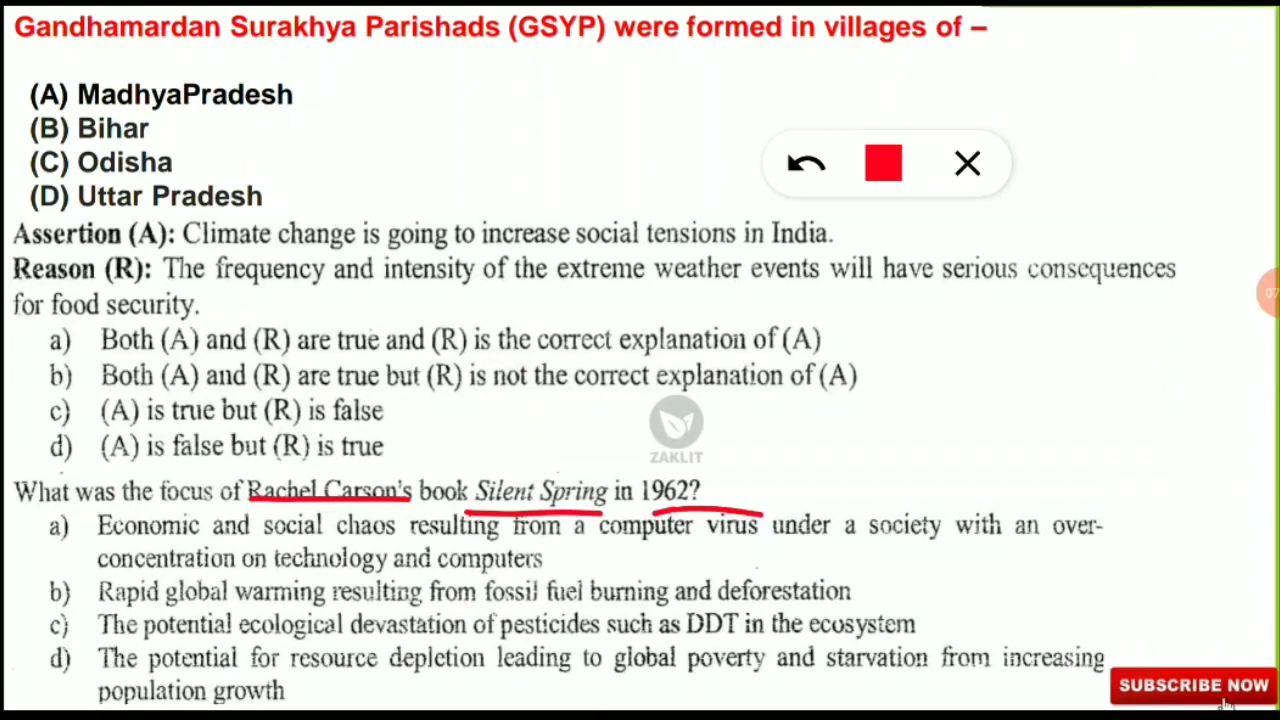 Gandhamardan Surakhya Parishads (GSYP) were formed in villages of –
(A) MadhyaPradesh
(B) Bihar
(C) Odisha
(D) Uttar Pradesh
Assertion (A): Climate change is going to increase social tensions in India.
Reason (R): The frequency and intensity of the extreme weather events will have serious consequences
for food security.
a) Both (A) and (R) are true and (R) is the correct explanation of (A)
b) Both (A) and (R) are true but (R) is not the correct explanation of (A)
c) (A) is true but (R) is false
d) (A) is false but (R) is true
ZAKLIT
What was the focus of Rachel Carson's book Silent Spring in 1962?
a) Economic and social chaos resulting from a computer virus under a society with an over-
concentration on technology and computers
b) Rapid global warming resulting from fossil fuel burning and deforestation
c) The potential ecological devastation of pesticides such as DDT in the ecosystem
d) The potential for resource depletion leading to global poverty and starvation from increasing
population growth
SUBSCRIBE NOW